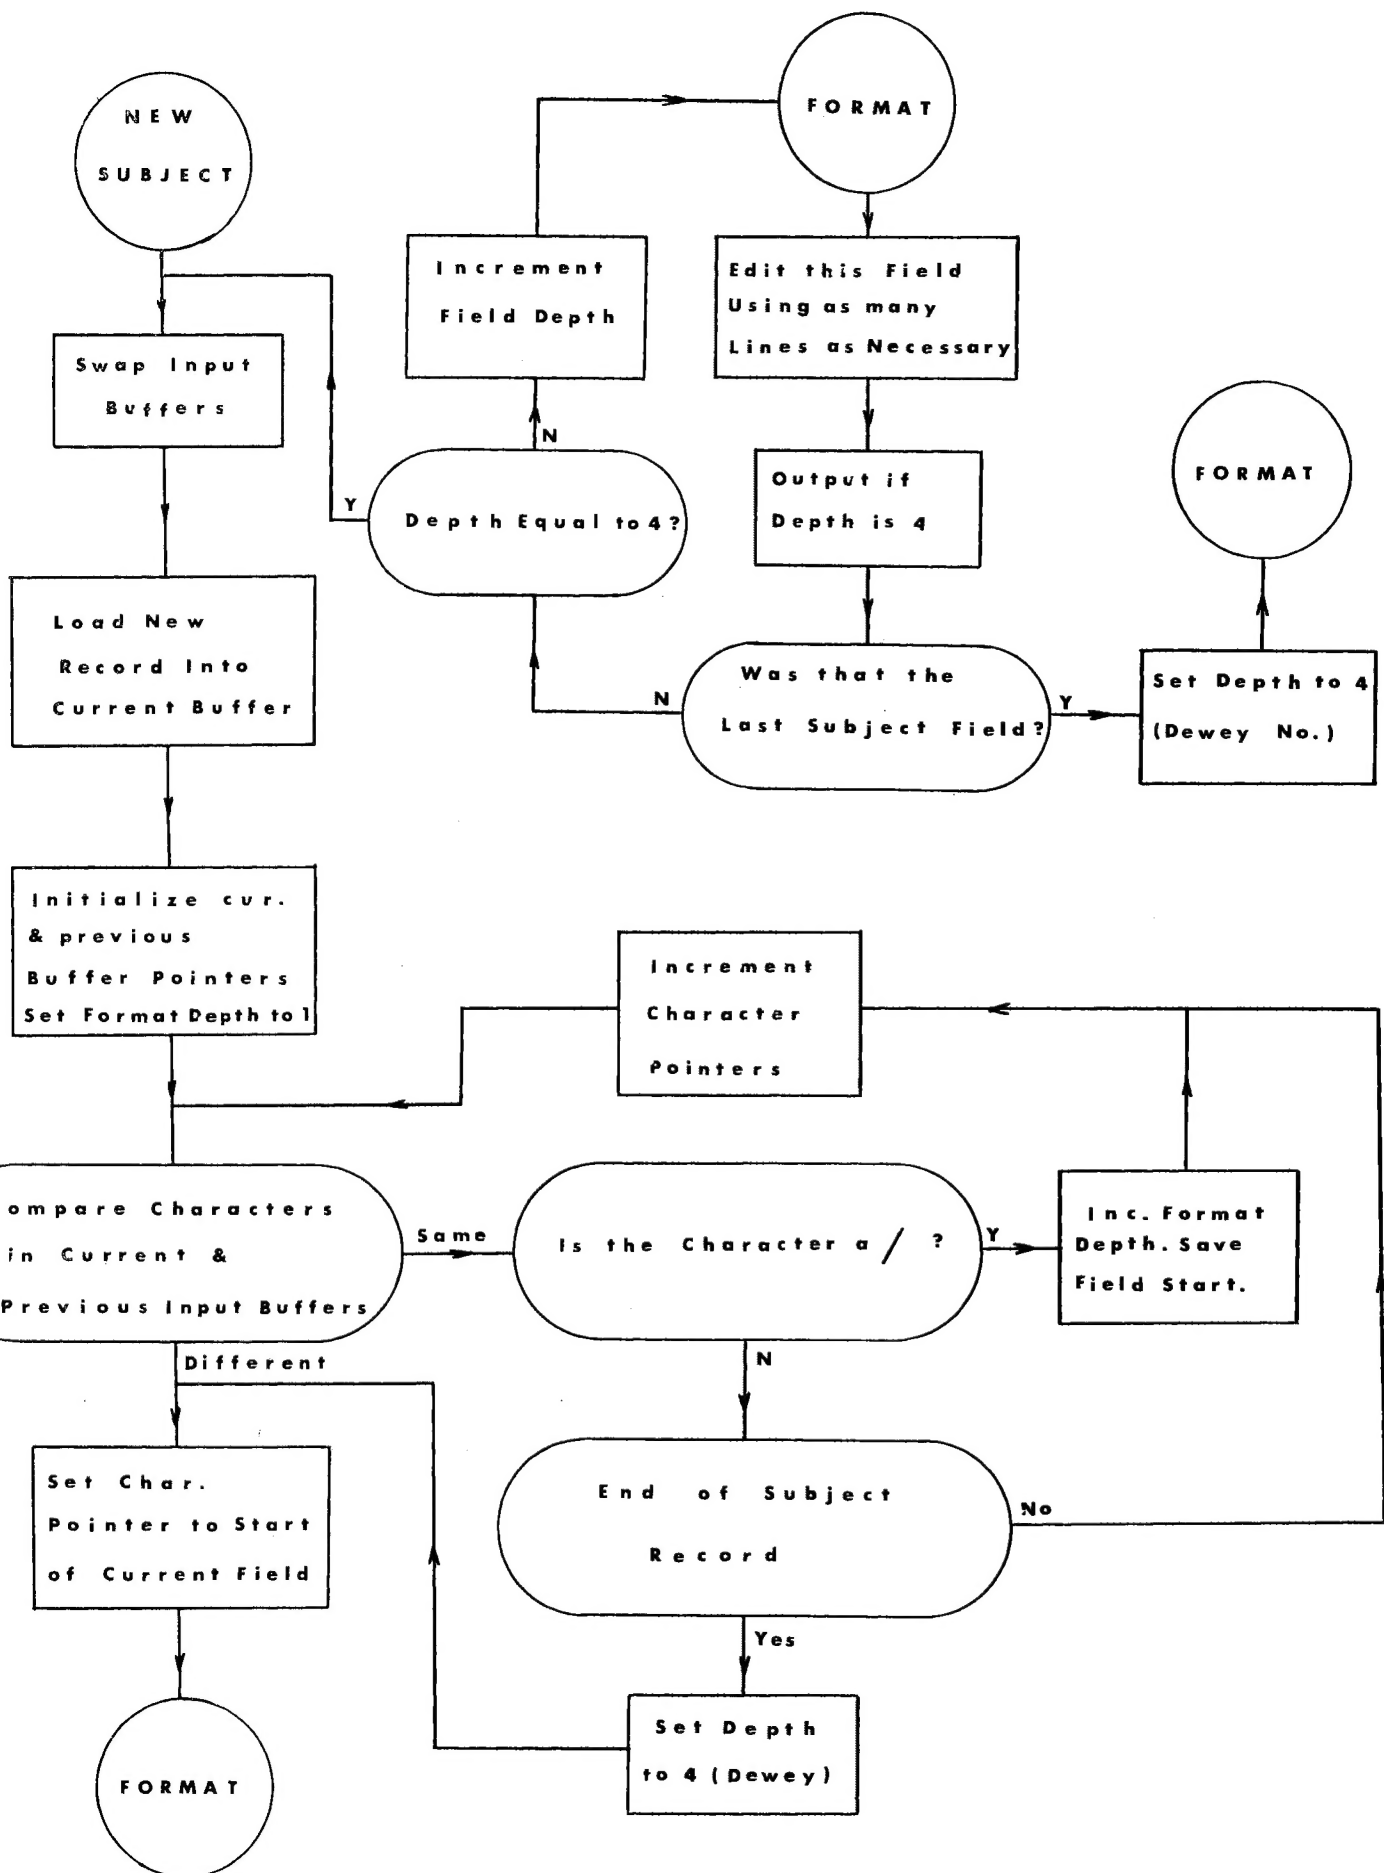 NEW
SUBJECT
Swap Input
Buffers
Load New
Record Into
Current Buffer
Initialize cur.
& previous
Buffer Pointers
Set Format Depth to 1
ompare Characters
in Current &
Previous Input Buffers
Same
Different
Set Char.
Pointer to Start
of Current Field
FORMAT
Is the Character a / ?
Y
N
Inc. Format
Depth. Save
Field Start.
Increment
Character
Pointers
End of Subject
Record
No
Yes
Set Depth
to 4 (Dewey)
FORMAT
Edit this Field
Using as many
Lines as Necessary
Output if
Depth is 4
Was that the
Last Subject Field?
Y
N
Set Depth to 4
(Dewey No.)
FORMAT
Depth Equal to 4?
Y
N
Increment
Field Depth